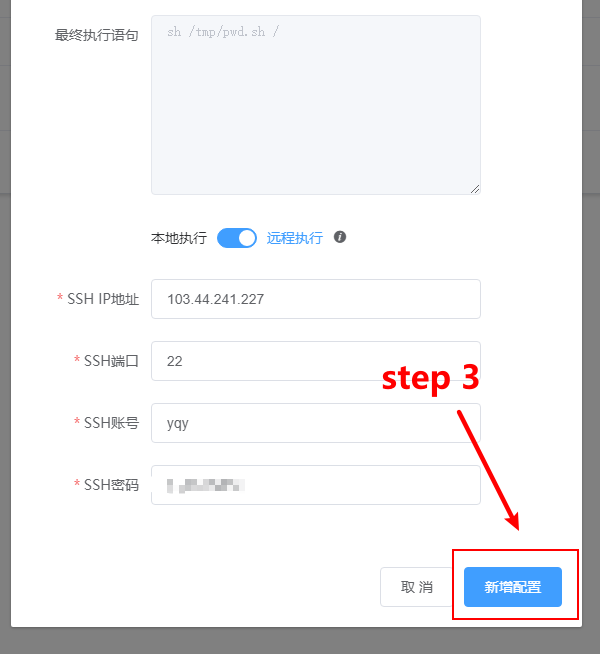 最终执行语句
sh /tmp/pwd.sh /
本地执行 远程执行
* SSH IP地址 103.44.241.227
* SSH端口 22
step 3
* SSH账号 yqy
* SSH密码
取 消 新增配置